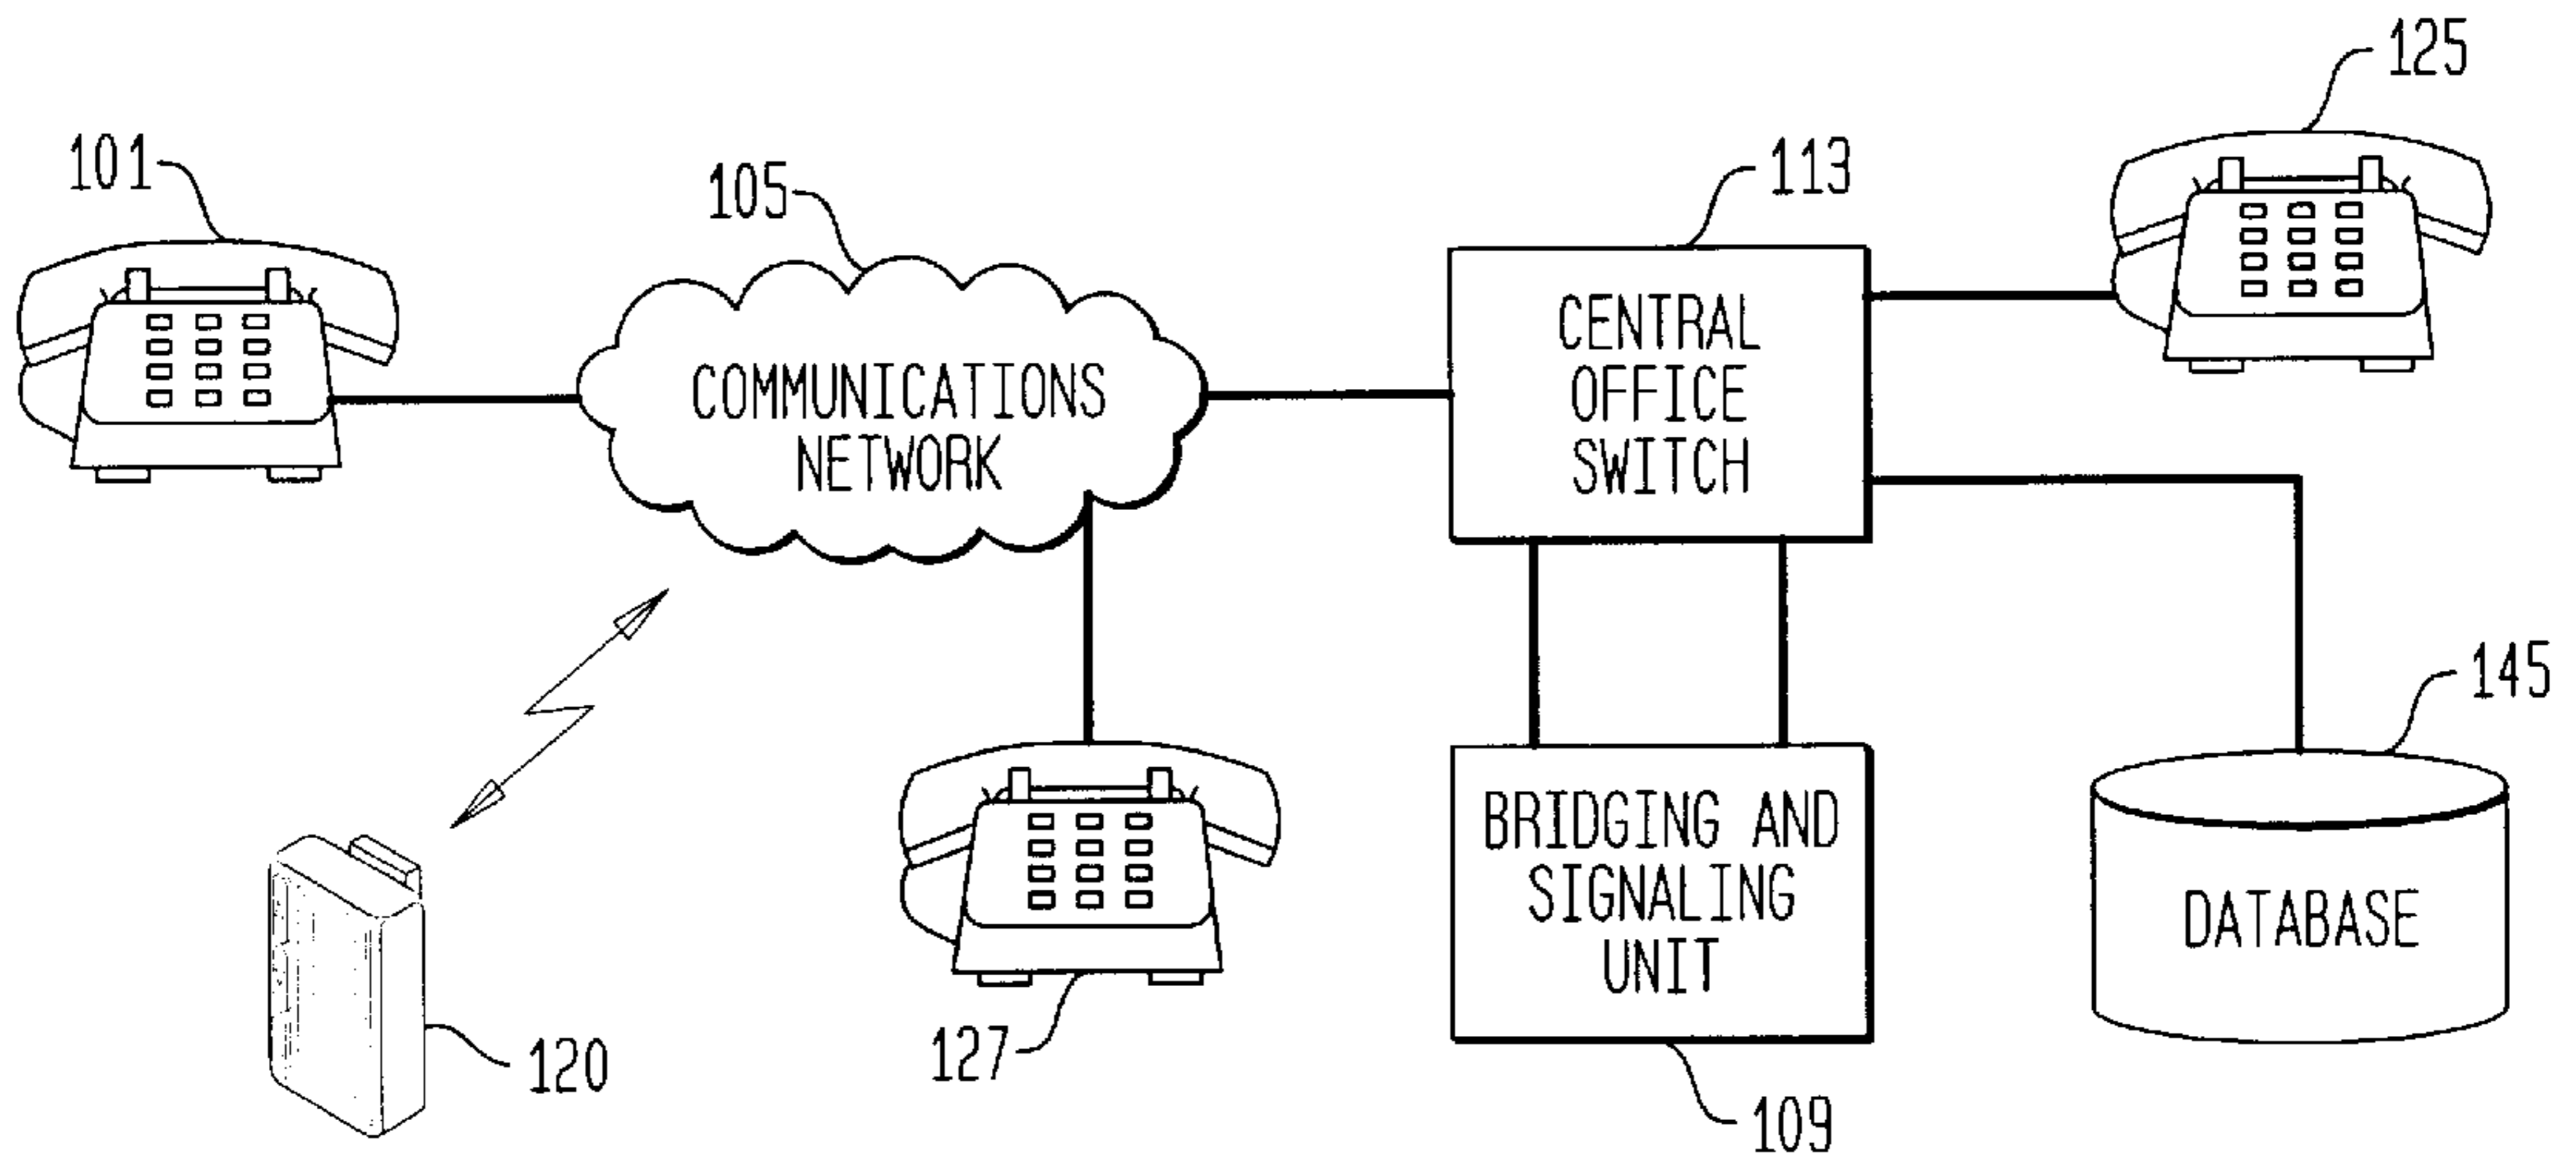 125
101
105
113
CENTRAL
OFFICE
SWITCH
COMMUNICATIONS
NETWORK
145
BRIDGING AND
SIGNALING
UNIT
DATABASE
127
120
109